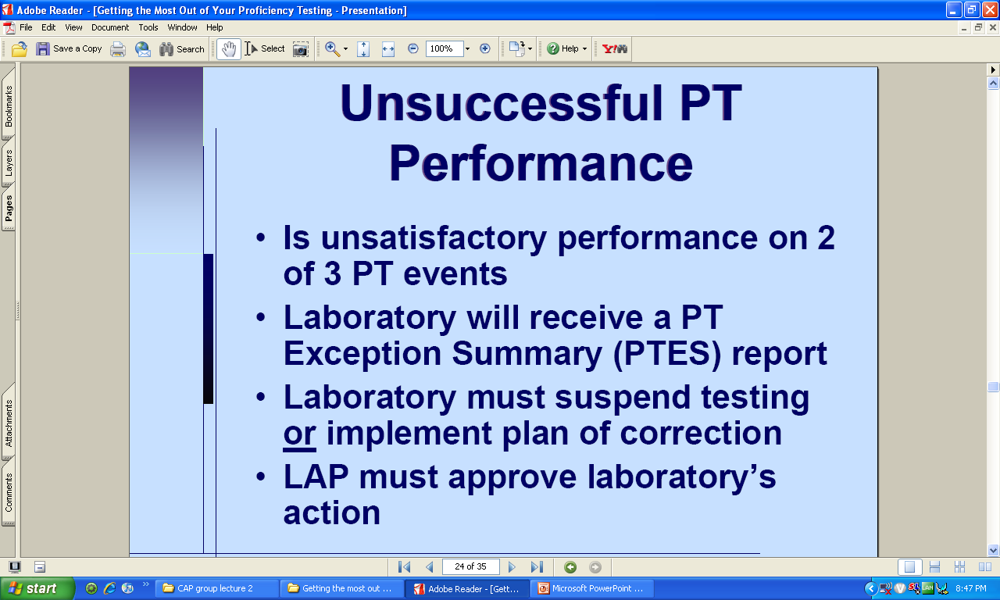 Adobe Reader - [Getting the Most Out of Your Proficiency Testing - Presentation]
File Edit View Document Tools Window Help
Save a Copy Search Select 100% Help Y!
Bookmarks
Layers
Pages
Attachments
Comments
Unsuccessful PT
Performance
• Is unsatisfactory performance on 2
of 3 PT events
• Laboratory will receive a PT
Exception Summary (PTES) report
• Laboratory must suspend testing
or implement plan of correction
• LAP must approve laboratory's
action
24 of 35
start CAP group lecture 2 Getting the most out ... Adobe Reader - [Gett... Microsoft PowerPoint ... 8:47 PM